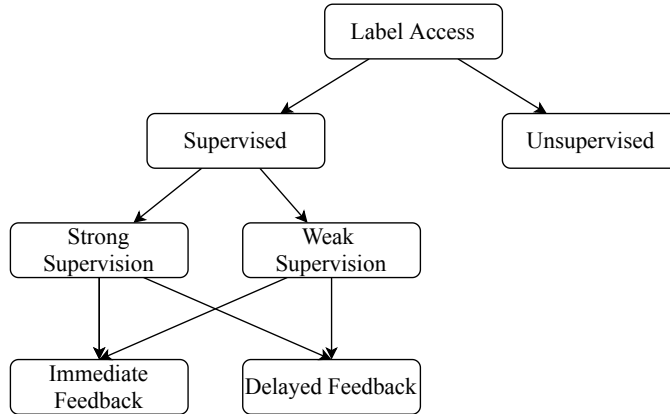 Label Access
Supervised
Unsupervised
Strong
Supervision
Weak
Supervision
Immediate
Feedback
Delayed Feedback